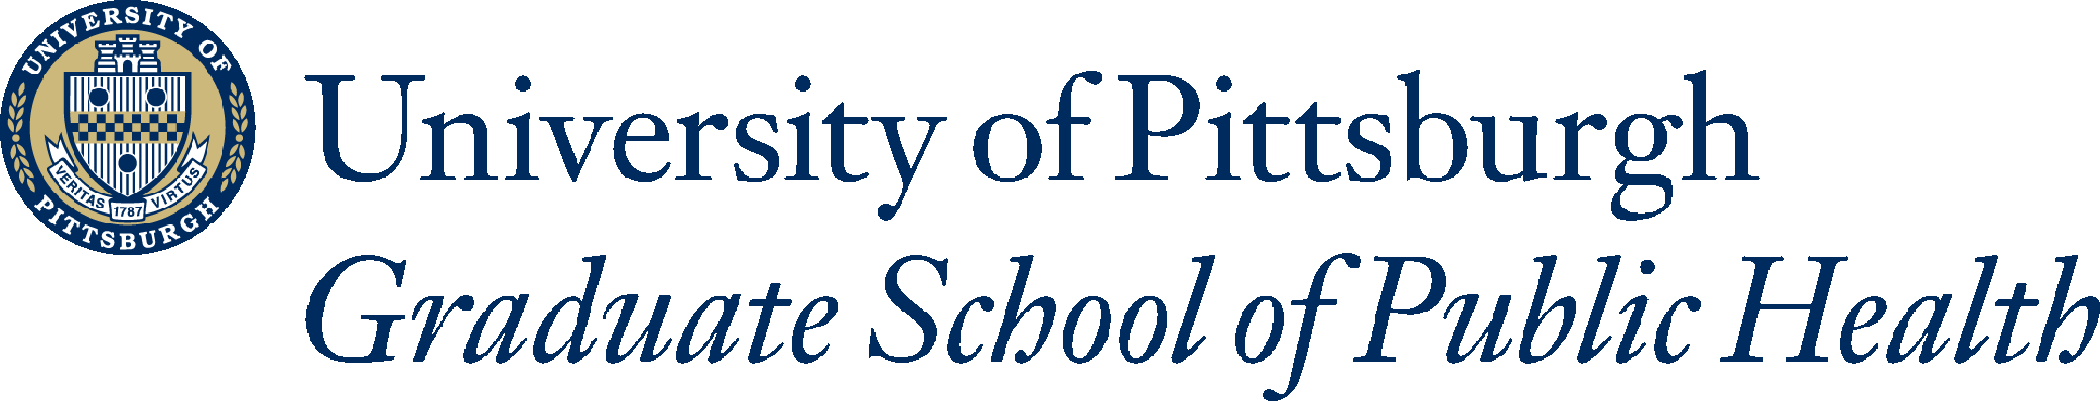 UNIVERSITY OF
PITTSBURGH
VERITAS
1787
VIRTUS
University of Pittsburgh
Graduate School of Public Health